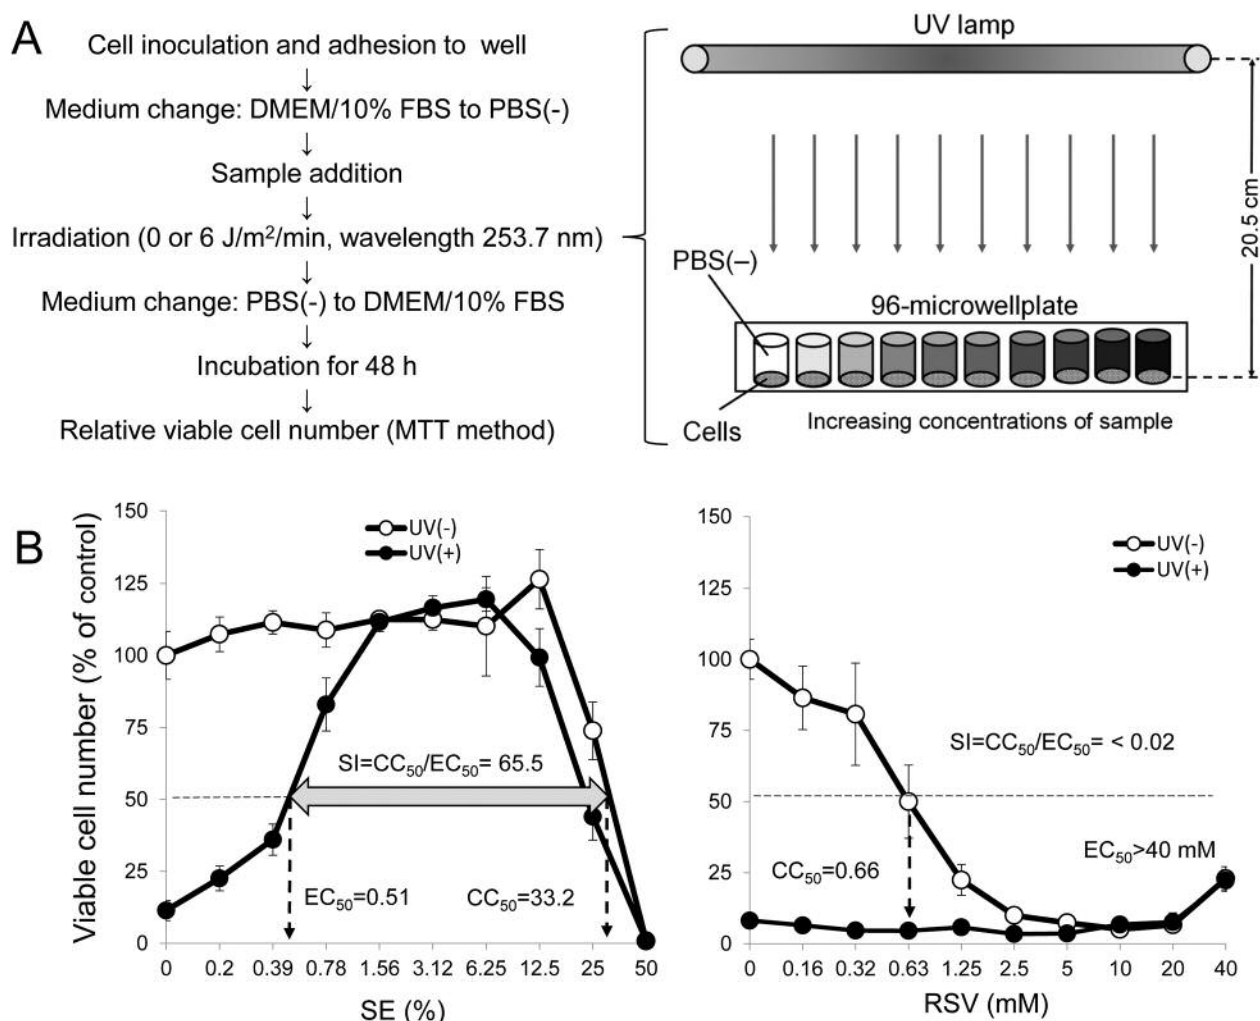 A
Cell inoculation and adhesion to well
↓
Medium change: DMEM/10% FBS to PBS(-)
↓
Sample addition
↓
Irradiation (0 or 6 J/m²/min, wavelength 253.7 nm)
↓
Medium change: PBS(-) to DMEM/10% FBS
↓
Incubation for 48 h
↓
Relative viable cell number (MTT method)
UV lamp
20.5 cm
PBS(–)
96-microwellplate
Cells
Increasing concentrations of sample
B
Viable cell number (% of control)
150
125
100
75
50
25
0
UV(-)
UV(+)
SI=CC₅₀/EC₅₀= 65.5
EC₅₀=0.51
CC₅₀=33.2
0 0.2 0.39 0.78 1.56 3.12 6.25 12.5 25 50
SE (%)
150
125
100
75
50
25
0
UV(-)
UV(+)
SI=CC₅₀/EC₅₀= < 0.02
CC₅₀=0.66
EC₅₀>40 mM
0 0.16 0.32 0.63 1.25 2.5 5 10 20 40
RSV (mM)